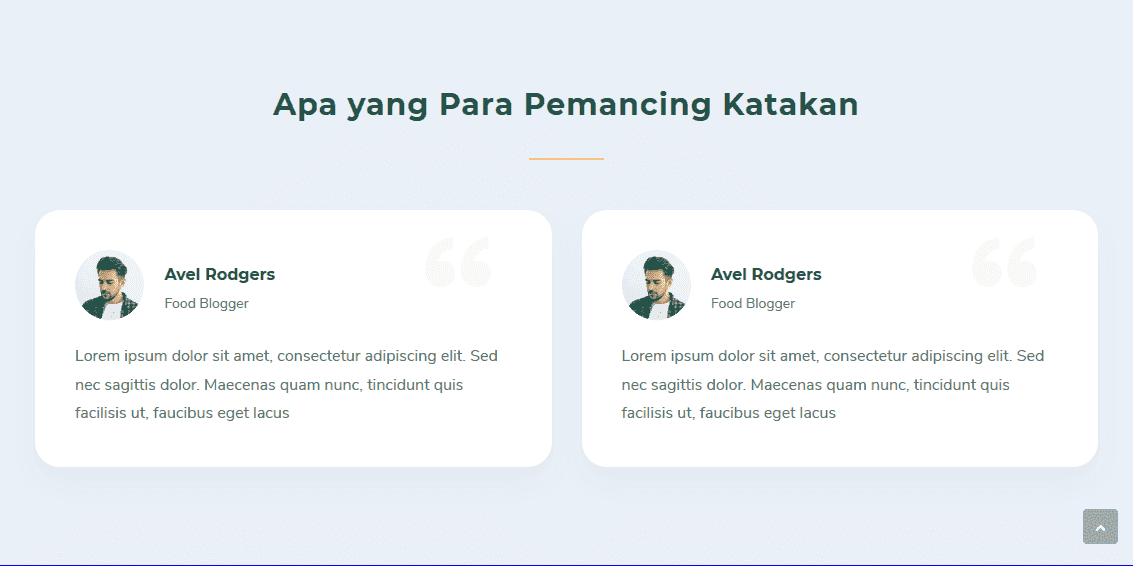 Apa yang Para Pemancing Katakan
Avel Rodgers
Food Blogger
Lorem ipsum dolor sit amet, consectetur adipiscing elit. Sed
nec sagittis dolor. Maecenas quam nunc, tincidunt quis
facilisis ut, faucibus eget lacus
Avel Rodgers
Food Blogger
Lorem ipsum dolor sit amet, consectetur adipiscing elit. Sed
nec sagittis dolor. Maecenas quam nunc, tincidunt quis
facilisis ut, faucibus eget lacus